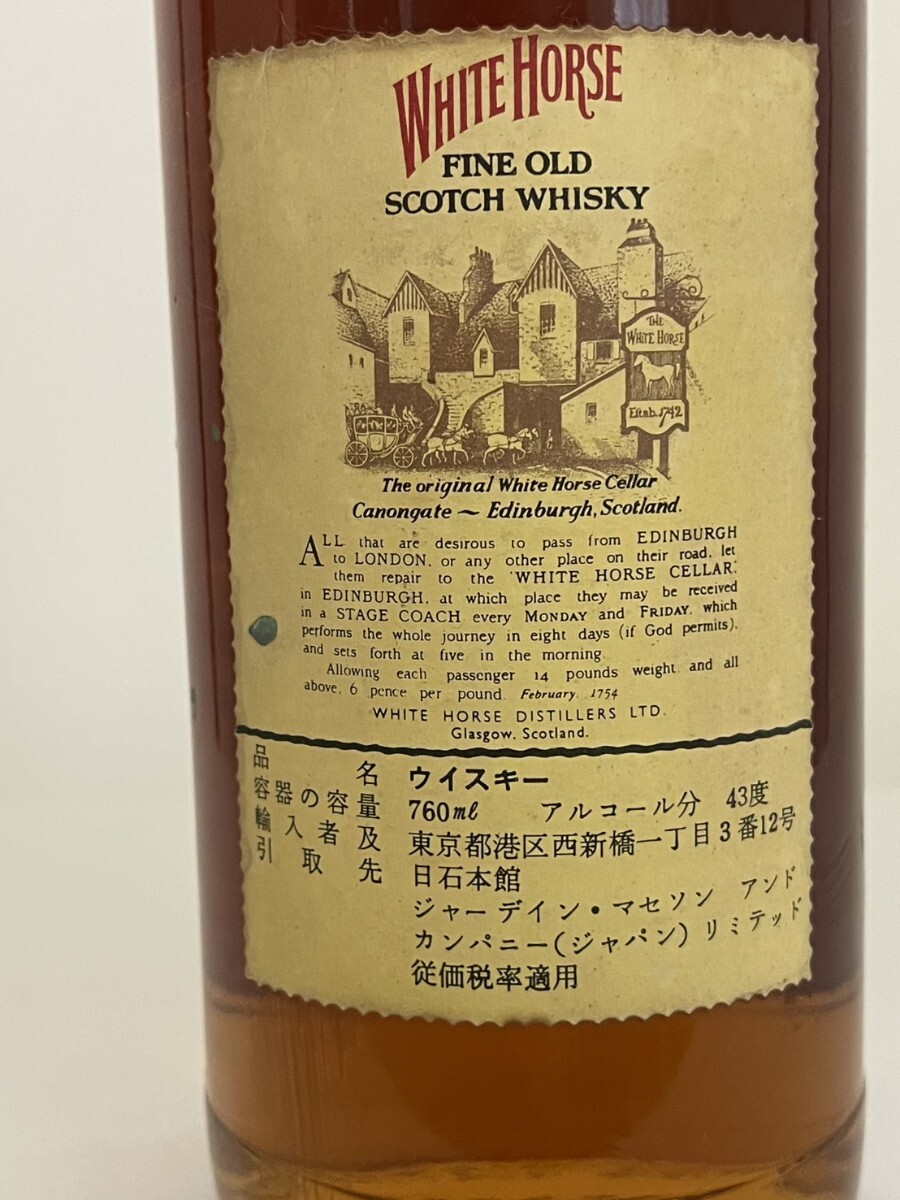 WHITE HORSE
FINE OLD
SCOTCH WHISKY
THE
WHITE HORSE
Estab. 1742
The original White Horse Cellar
Canongate ~ Edinburgh, Scotland.
ALL that are desirous to pass from EDINBURGH
to LONDON, or any other place on their road, let
them repair to the 'WHITE HORSE CELLAR'
in EDINBURGH, at which place they may be received
in a STAGE COACH every MONDAY and FRIDAY, which
performs the whole journey in eight days (if God permits),
and sets forth at five in the morning.
Allowing each passenger 14 pounds weight, and all
above, 6 pence per pound. February, 1754
WHITE HORSE DISTILLERS LTD.
Glasgow, Scotland.
品名 ウイスキー
容器の容量 760ml アルコール分 43度
輸入者及 東京都港区西新橋一丁目3番12号
引取先 日石本館
ジャーデイン・マセソン アンド
カンパニー(ジャパン)リミテッド
従価税率適用